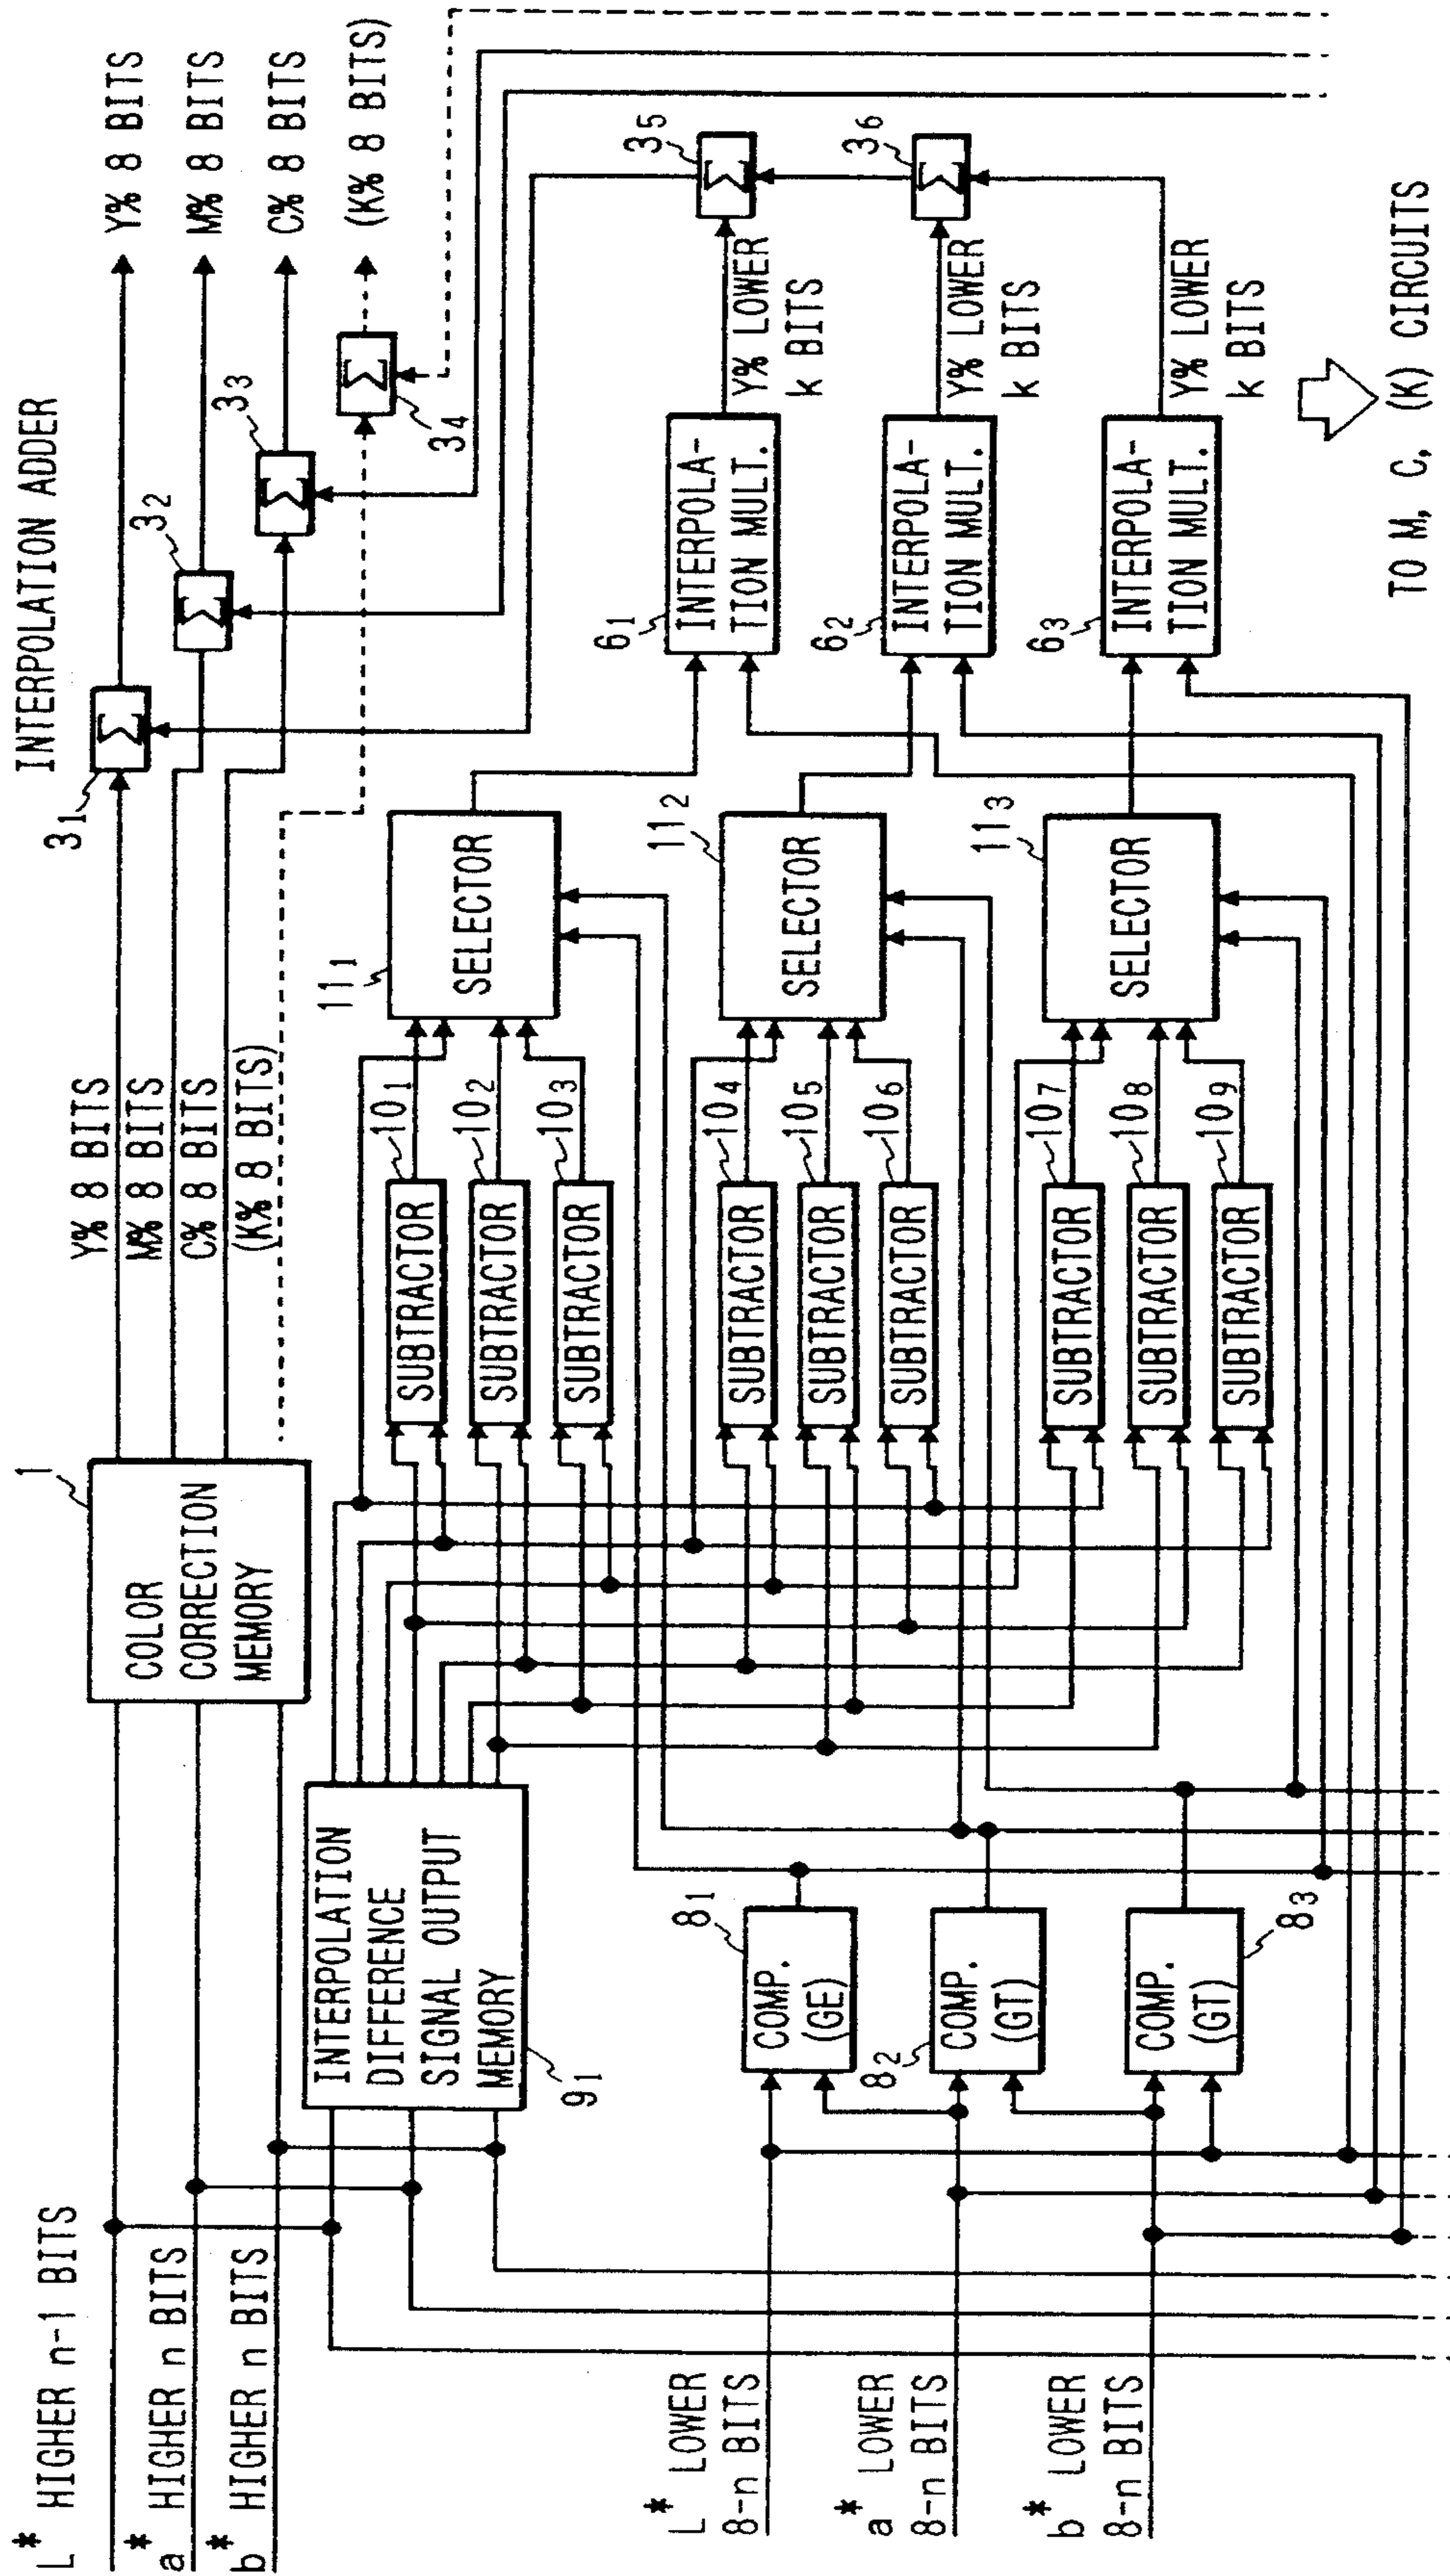 L* HIGHER n-1 BITS
a* HIGHER n BITS
b* HIGHER n BITS
L* LOWER
8-n BITS
a* LOWER
8-n BITS
b* LOWER
8-n BITS
1
COLOR
CORRECTION
MEMORY
INTERPOLATION
DIFFERENCE
SIGNAL OUTPUT
MEMORY
91
COMP.
(GE)
81
COMP.
(GT)
82
COMP.
(GT)
83
Y% 8 BITS
M% 8 BITS
C% 8 BITS
(K% 8 BITS)
SUBTRACTOR
101
SUBTRACTOR
102
SUBTRACTOR
103
SUBTRACTOR
104
SUBTRACTOR
105
SUBTRACTOR
106
SUBTRACTOR
107
SUBTRACTOR
108
SUBTRACTOR
109
SELECTOR
111
SELECTOR
112
SELECTOR
113
INTERPOLATION ADDER
31
Σ
32
Σ
33
Σ
34
Σ
INTERPOLA-
TION MULT.
61
INTERPOLA-
TION MULT.
62
INTERPOLA-
TION MULT.
63
Y% LOWER
k BITS
Y% LOWER
k BITS
Y% LOWER
k BITS
35
Σ
36
Σ
Y% 8 BITS
M% 8 BITS
C% 8 BITS
(K% 8 BITS)
TO M, C, (K) CIRCUITS